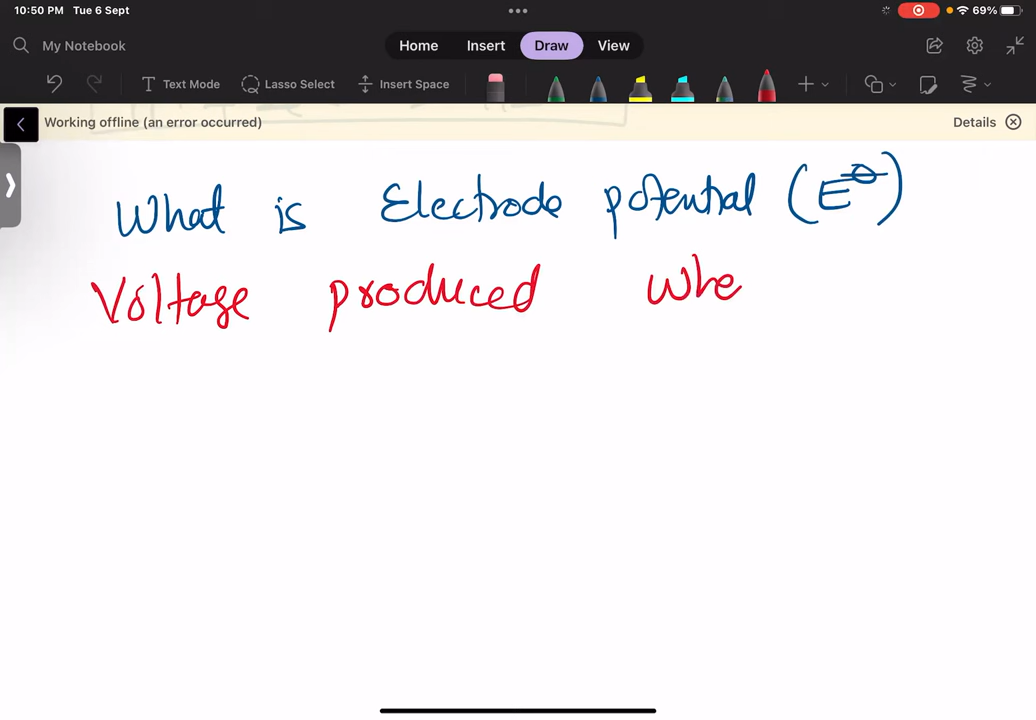 10:50 PM Tue 6 Sept
69%
My Notebook
Home Insert Draw View
Text Mode Lasso Select Insert Space
Working offline (an error occurred)
Details
What is Electrode potential (E⦵)
Voltage produced whe